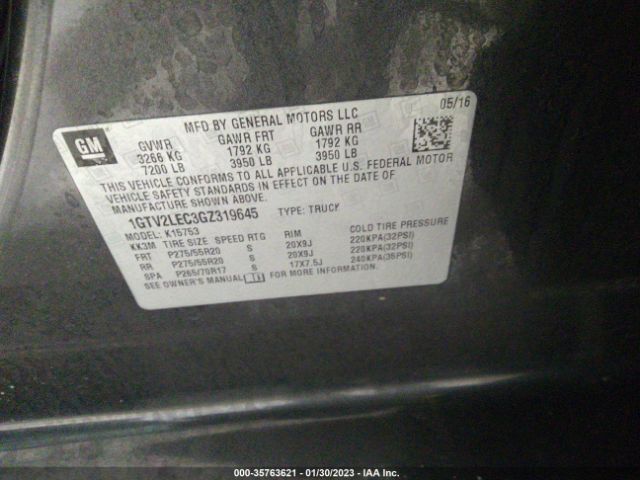 MFD BY GENERAL MOTORS LLC 05/16
GM
GVWR GAWR FRT GAWR RR
3266 KG 1792 KG 1792 KG
7200 LB 3950 LB 3950 LB
THIS VEHICLE CONFORMS TO ALL APPLICABLE U.S. FEDERAL MOTOR
VEHICLE SAFETY STANDARDS IN EFFECT ON THE DATE OF
MANUFACTURE SHOWN ABOVE.
1GTV2LEC3GZ319645 TYPE: TRUCK
MODEL: K15753
KK3M TIRE SIZE SPEED RTG RIM COLD TIRE PRESSURE
FRT P275/55R20 S 20X9J 220KPA(32PSI)
RR P275/55R20 S 20X9J 220KPA(32PSI)
SPA P265/70R17 S 17X7.5J 240KPA(35PSI)
SEE OWNER'S MANUAL
000-35763621 / 01/30/2023 - IAA Inc.